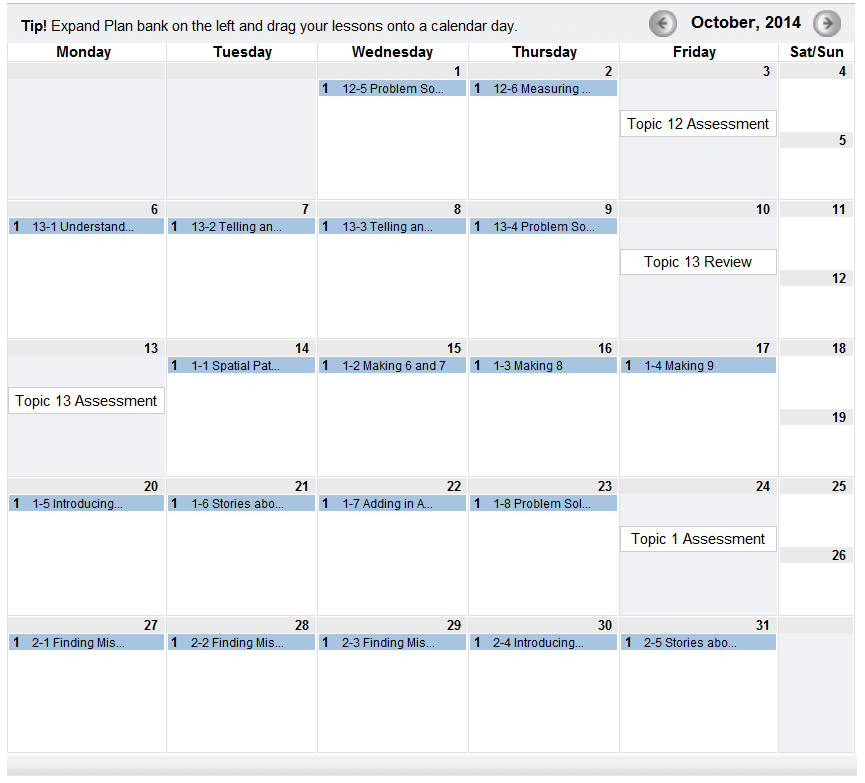 Tip! Expand Plan bank on the left and drag your lessons onto a calendar day.
October, 2014
Monday Tuesday Wednesday Thursday Friday Sat/Sun
1 2 3 4
1 12-5 Problem So... 1 12-6 Measuring ...
Topic 12 Assessment
5
6 7 8 9 10 11
1 13-1 Understand... 1 13-2 Telling an... 1 13-3 Telling an... 1 13-4 Problem So...
Topic 13 Review
12
13 14 15 16 17 18
1 1-1 Spatial Pat... 1 1-2 Making 6 and 7 1 1-3 Making 8 1 1-4 Making 9
Topic 13 Assessment
19
20 21 22 23 24 25
1 1-5 Introducing... 1 1-6 Stories abo... 1 1-7 Adding in A... 1 1-8 Problem Sol...
Topic 1 Assessment
26
27 28 29 30 31
1 2-1 Finding Mis... 1 2-2 Finding Mis... 1 2-3 Finding Mis... 1 2-4 Introducing... 1 2-5 Stories abo...